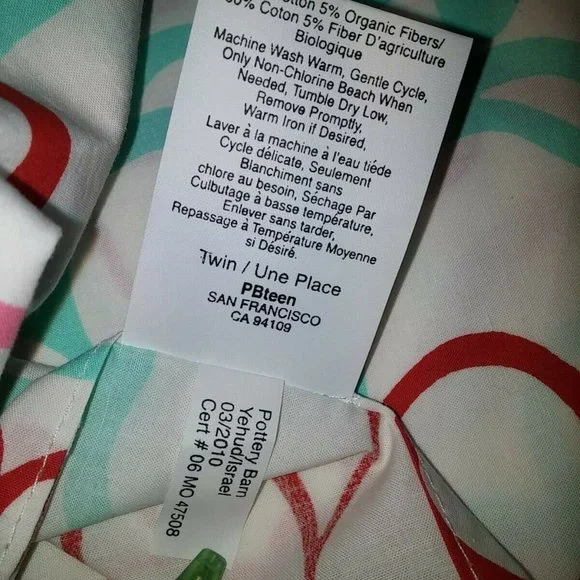 Cotton 5% Organic Fibers/
Coton 5% Fiber D'agriculture
Biologique
Machine Wash Warm, Gentle Cycle,
Only Non-Chlorine Beach When
Needed, Tumble Dry Low,
Remove Promptly,
Warm Iron if Desired,
Laver à la machine à l'eau tiède
Cycle délicate, Seulement
Blanchiment sans
chlore au besoin, Séchage Par
Culbutage à basse température,
Enlever sans tarder,
Repassage à Température Moyenne
si Désiré.
Twin / Une Place
PBteen
SAN FRANCISCO
CA 94109
Pottery Barn
Yehud/Israel
03/2010
Cert # 06 MO47508